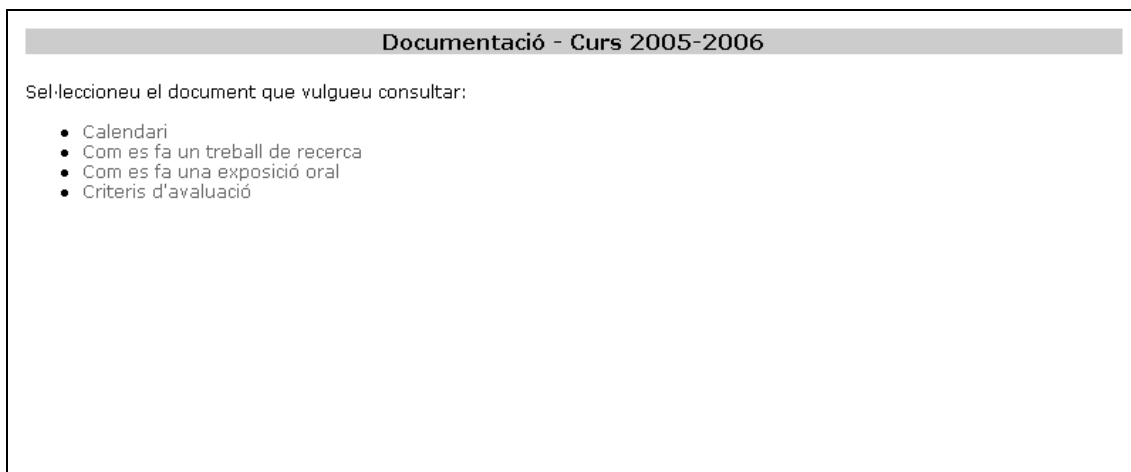 Documentació - Curs 2005-2006
Sel·leccioneu el document que vulgueu consultar:
Calendari
Com es fa un treball de recerca
Com es fa una exposició oral
Criteris d'avaluació